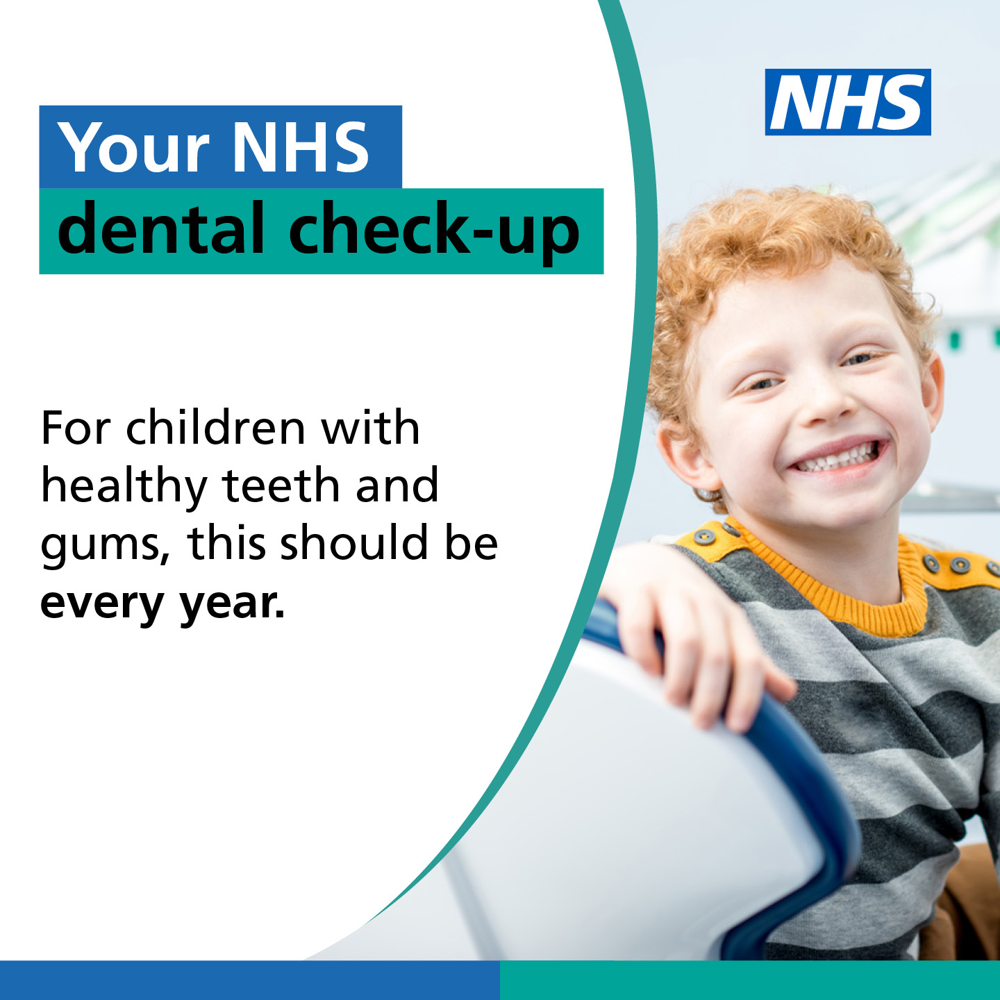 NHS
Your NHS
dental check-up
For children with
healthy teeth and
gums, this should be
every year.